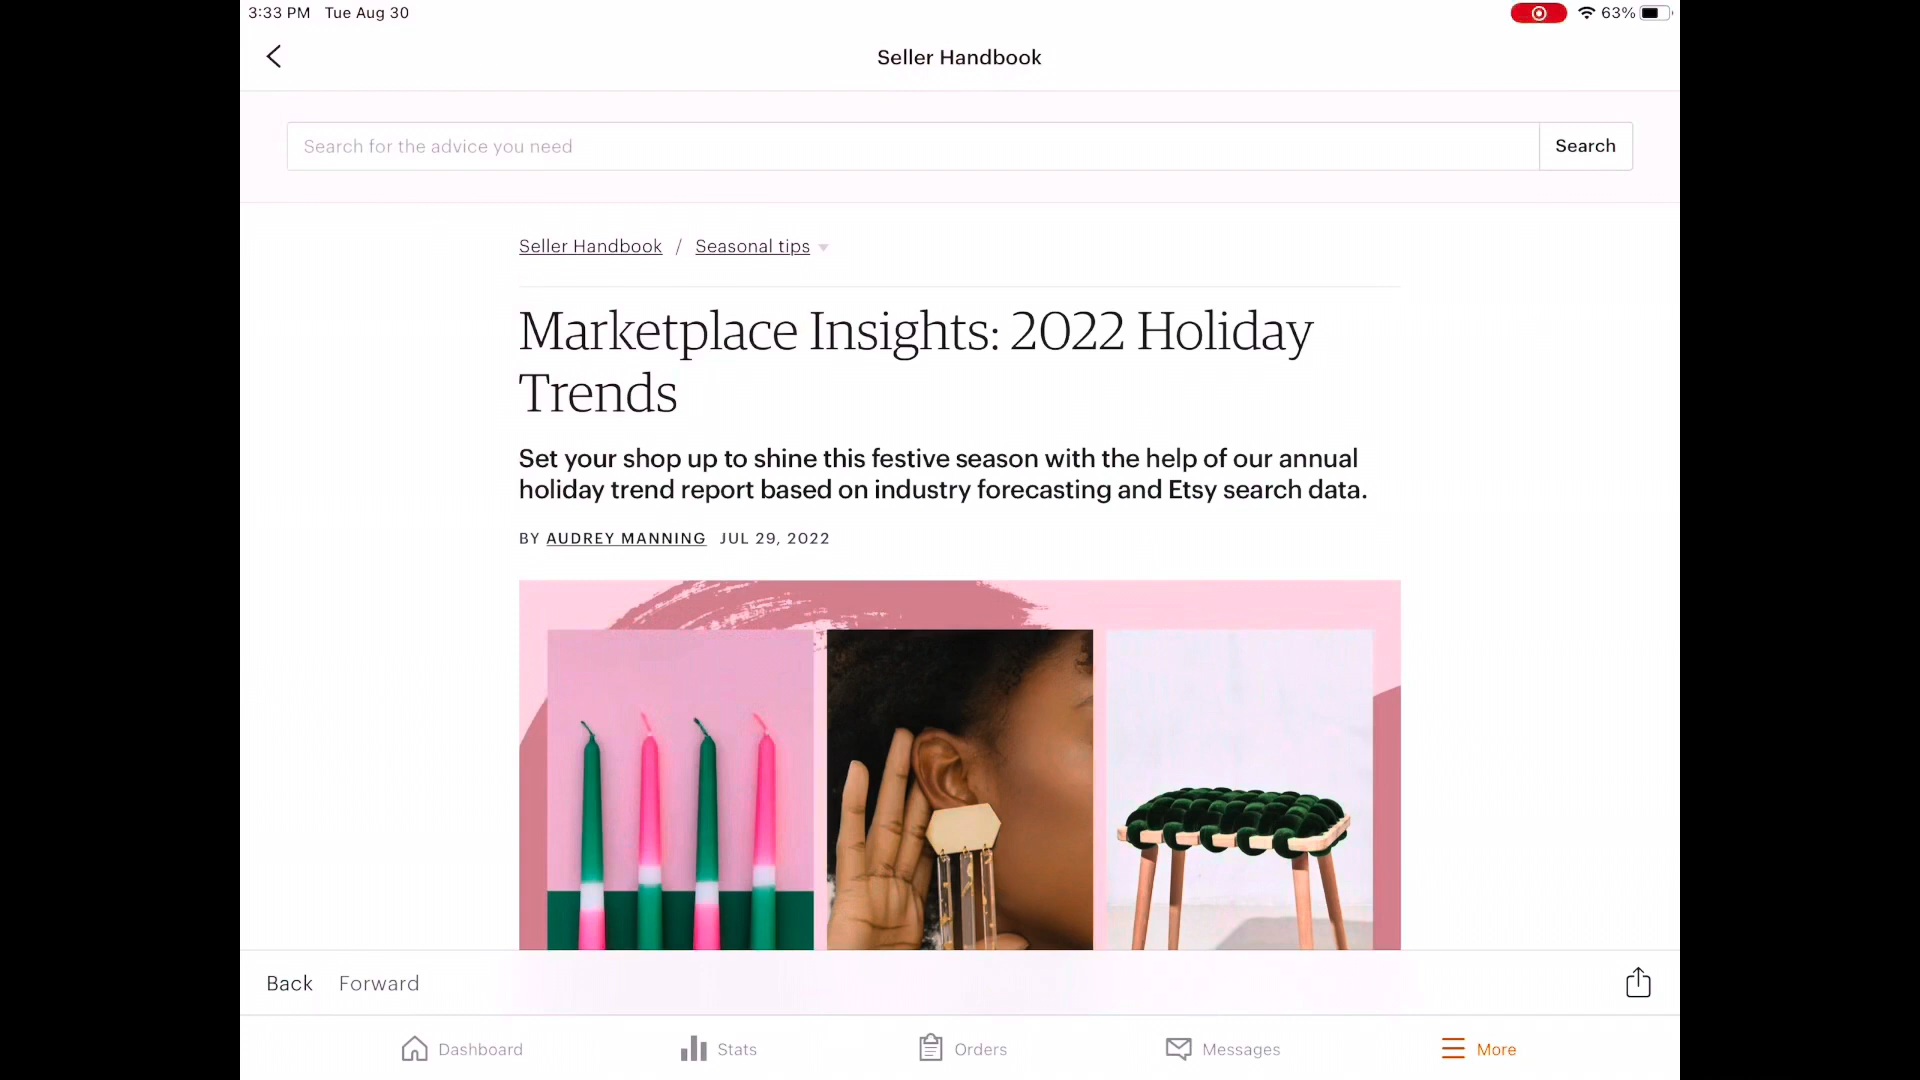 3:33 PM Tue Aug 30
63%
Seller Handbook
Search for the advice you need
Search
Seller Handbook / Seasonal tips
Marketplace Insights: 2022 Holiday
Trends
Set your shop up to shine this festive season with the help of our annual
holiday trend report based on industry forecasting and Etsy search data.
BY AUDREY MANNING JUL 29, 2022
Back Forward
Dashboard Stats Orders Messages More